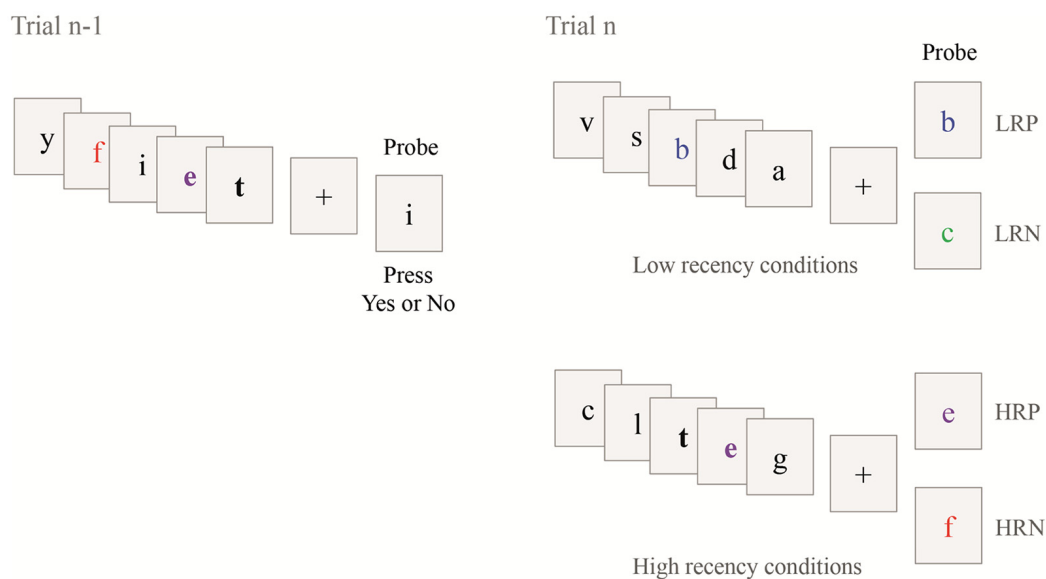 Trial n-1
y
f
i
e
t
+
Probe
i
Press
Yes or No
Trial n
v
s
b
d
a
+
Probe
b LRP
c LRN
Low recency conditions
c
l
t
e
g
+
e HRP
f HRN
High recency conditions